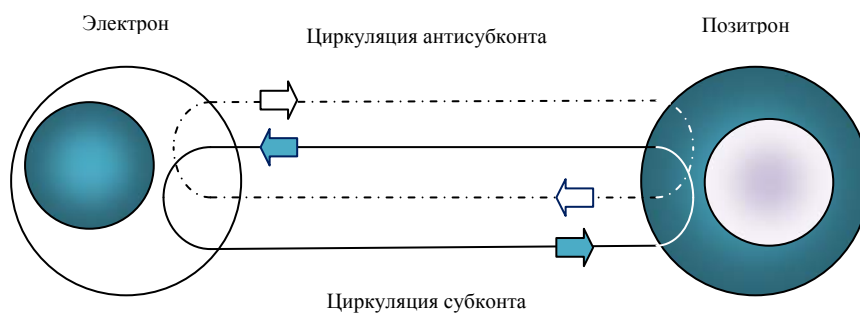 Электрон
Циркуляция антисубконта
Позитрон
Циркуляция субконта